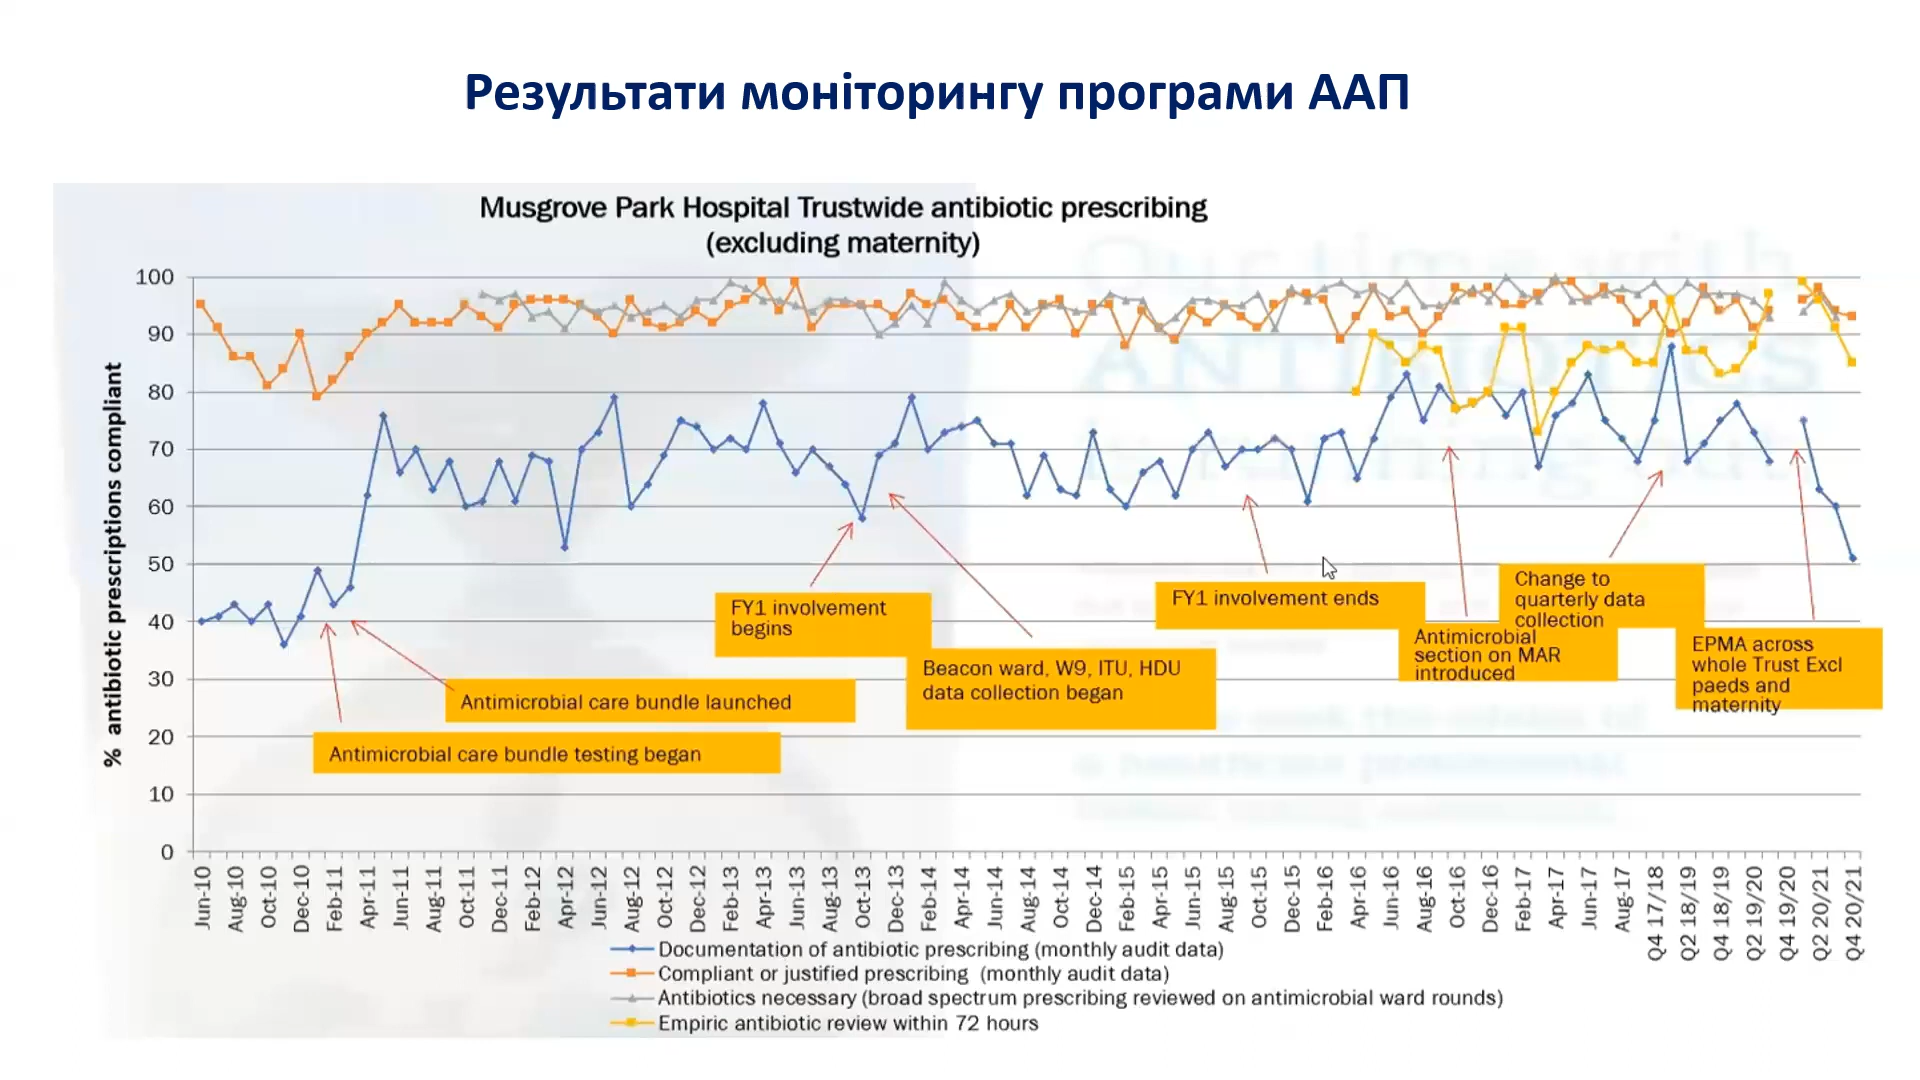 Результати моніторингу програми ААП
Musgrove Park Hospital Trustwide antibiotic prescribing
(excluding maternity)
% antibiotic prescriptions compliant
100
90
80
70
60
50
40
30
20
10
0
Antimicrobial care bundle testing began
Antimicrobial care bundle launched
FY1 involvement
begins
Beacon ward, W9, ITU, HDU
data collection began
FY1 involvement ends
Antimicrobial
section on MAR
introduced
Change to
quarterly data
collection
EPMA across
whole Trust Excl
paeds and
maternity
Jun-10
Aug-10
Oct-10
Dec-10
Feb-11
Apr-11
Jun-11
Aug-11
Oct-11
Dec-11
Feb-12
Apr-12
Jun-12
Aug-12
Oct-12
Dec-12
Feb-13
Apr-13
Jun-13
Aug-13
Oct-13
Dec-13
Feb-14
Apr-14
Jun-14
Aug-14
Oct-14
Dec-14
Feb-15
Apr-15
Jun-15
Aug-15
Oct-15
Dec-15
Feb-16
Apr-16
Jun-16
Aug-16
Oct-16
Dec-16
Feb-17
Apr-17
Jun-17
Aug-17
Q4 17/18
Q2 18/19
Q4 18/19
Q2 19/20
Q4 19/20
Q2 20/21
Q4 20/21
Documentation of antibiotic prescribing (monthly audit data)
Compliant or justified prescribing (monthly audit data)
Antibiotics necessary (broad spectrum prescribing reviewed on antimicrobial ward rounds)
Empiric antibiotic review within 72 hours
Our time with
ANTIBIOTICS
is running out